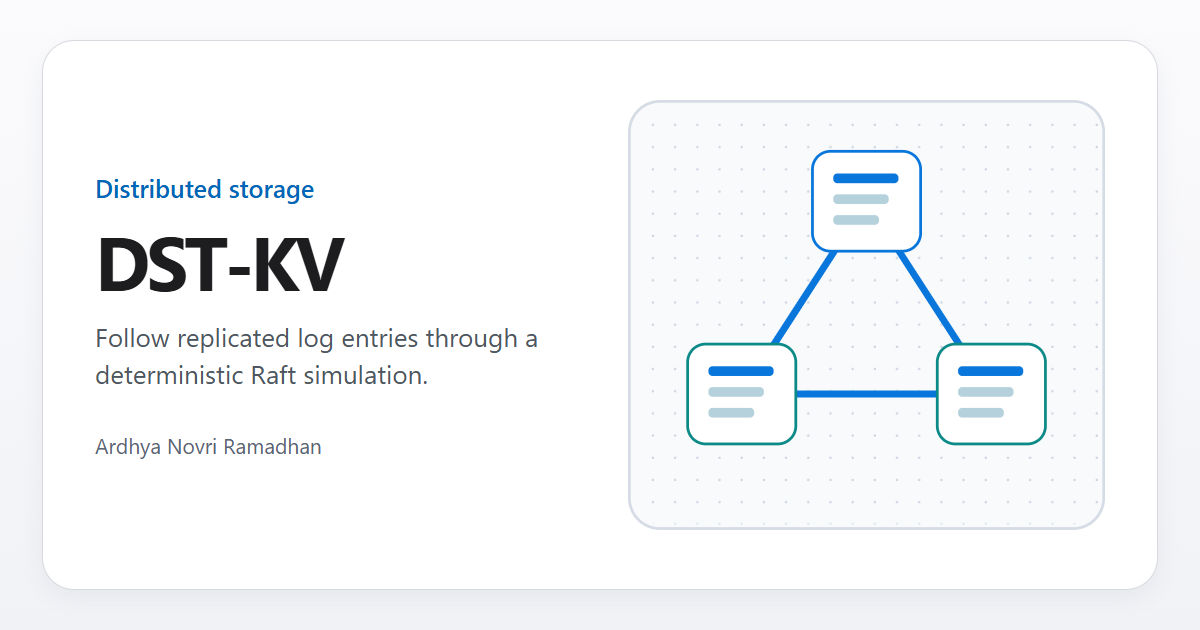 Distributed storage
DST-KV
Follow replicated log entries through a
deterministic Raft simulation.
Ardhya Novri Ramadhan